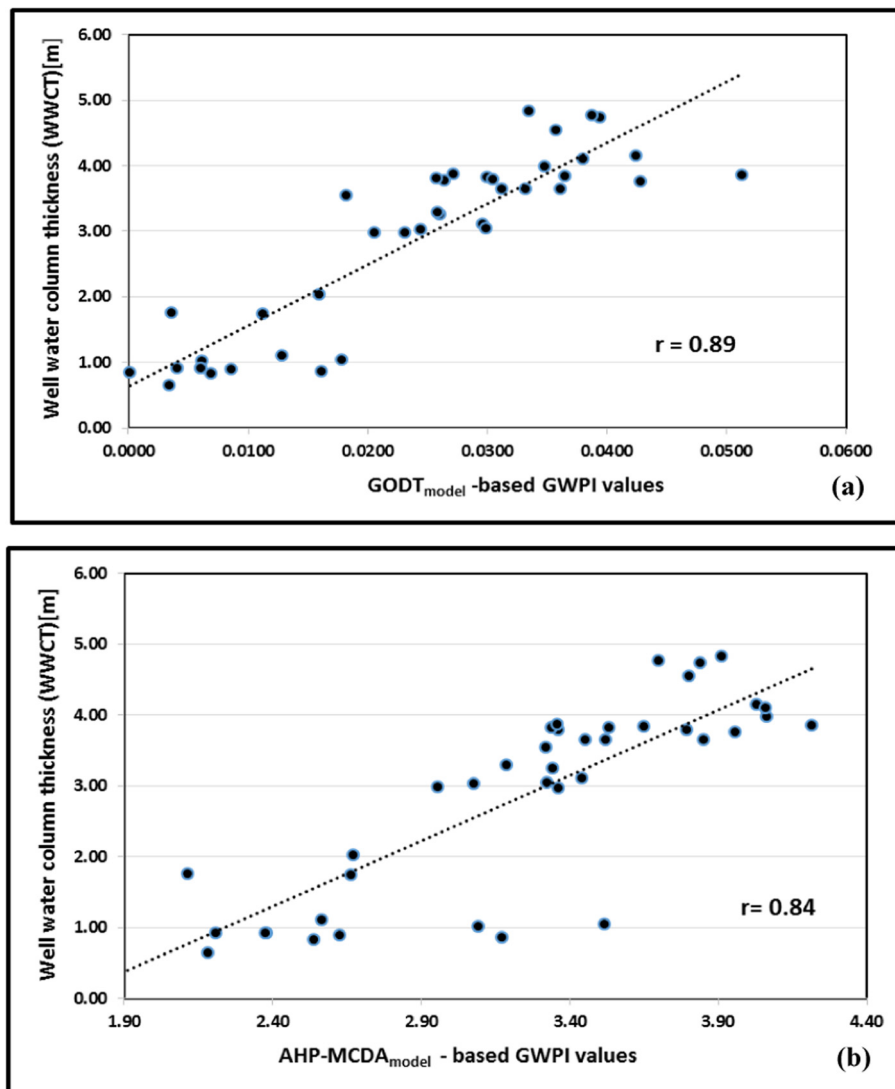 6.00
5.00
4.00
3.00
2.00
1.00
0.00
Well water column thickness (WWCT)[m]
r = 0.89
0.0000 0.0100 0.0200 0.0300 0.0400 0.0500 0.0600
GODTmodel -based GWPI values
(a)
6.00
5.00
4.00
3.00
2.00
1.00
0.00
Well water column thickness (WWCT)[m]
r= 0.84
1.90 2.40 2.90 3.40 3.90 4.40
AHP-MCDAmodel - based GWPI values
(b)